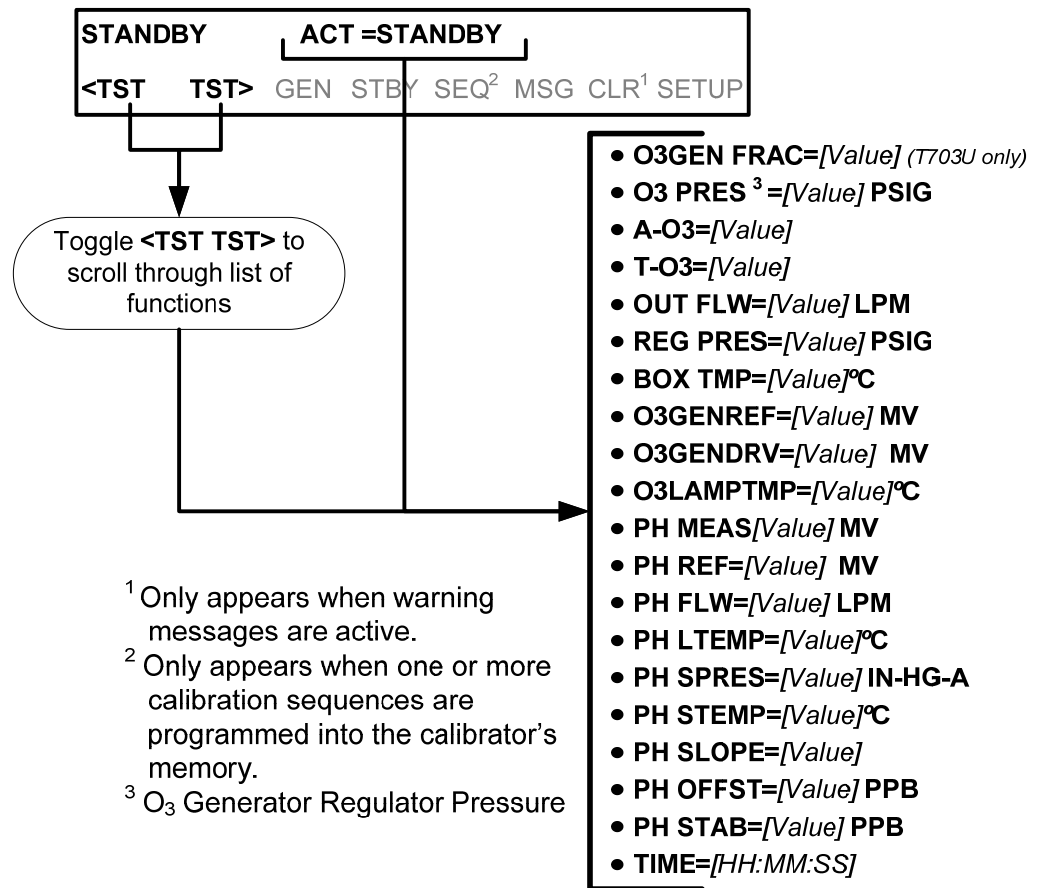 STANDBY ACT =STANDBY
<TST TST> GEN STBY SEQ² MSG CLR¹ SETUP
Toggle <TST TST> to
scroll through list of
functions
• O3GEN FRAC=[Value] (T703U only)
• O3 PRES ³ =[Value] PSIG
• A-O3=[Value]
• T-O3=[Value]
• OUT FLW=[Value] LPM
• REG PRES=[Value] PSIG
• BOX TMP=[Value]ºC
• O3GENREF=[Value] MV
• O3GENDRV=[Value] MV
• O3LAMPTMP=[Value]ºC
• PH MEAS[Value] MV
• PH REF=[Value] MV
• PH FLW=[Value] LPM
• PH LTEMP=[Value]ºC
• PH SPRES=[Value] IN-HG-A
• PH STEMP=[Value]ºC
• PH SLOPE=[Value]
• PH OFFST=[Value] PPB
• PH STAB=[Value] PPB
• TIME=[HH:MM:SS]
¹ Only appears when warning
messages are active.
² Only appears when one or more
calibration sequences are
programmed into the calibrator’s
memory.
³ O₃ Generator Regulator Pressure